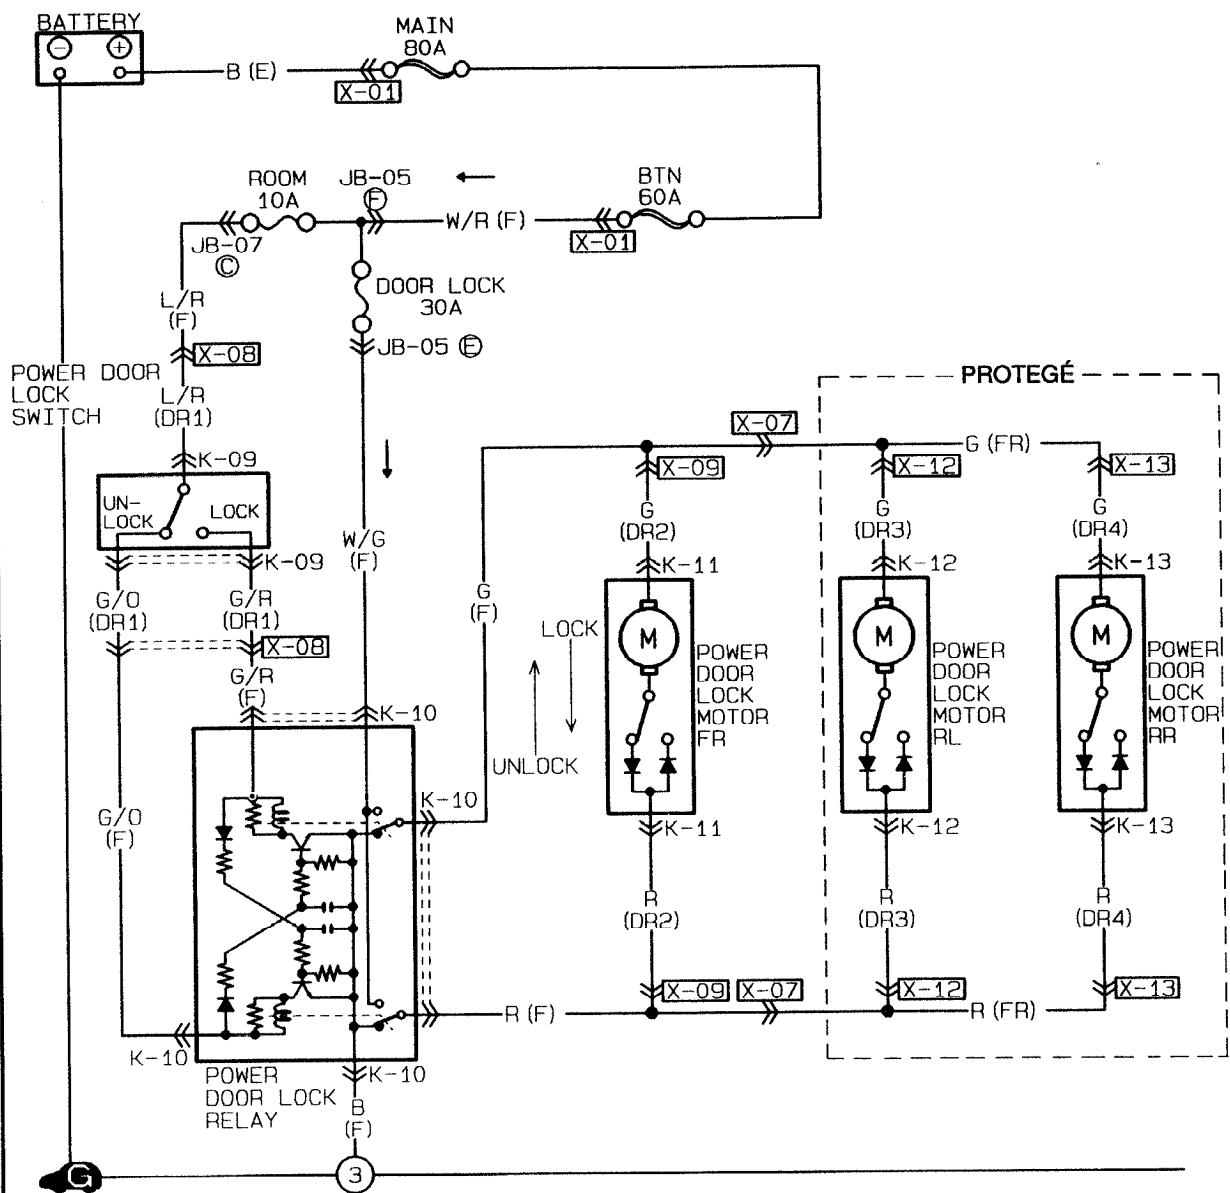 BATTERY
MAIN
80A
B (E)
X-01
ROOM
10A
JB-05
F
BTN
60A
W/R (F)
X-01
JB-07
C
DOOR LOCK
30A
L/R
(F)
X-08
JB-05 E
POWER DOOR
LOCK
SWITCH
L/R
(DR1)
PROTEGÉ
X-07
G (FR)
K-09
X-09
X-12
X-13
UN-
LOCK
LOCK
G
(DR2)
G
(DR3)
G
(DR4)
W/G
(F)
K-09
K-11
K-12
K-13
G/O
(DR1)
G/R
(DR1)
G
(F)
X-08
LOCK
M
M
M
POWER
DOOR
LOCK
MOTOR
FR
POWER
DOOR
LOCK
MOTOR
RL
POWER
DOOR
LOCK
MOTOR
RR
G/R
(F)
K-10
UNLOCK
K-10
G/O
(F)
K-11
K-12
K-13
R
(DR2)
R
(DR3)
R
(DR4)
X-09
X-07
X-12
X-13
R (F)
R (FR)
K-10
K-10
POWER
DOOR LOCK
RELAY
B
(F)
G
3